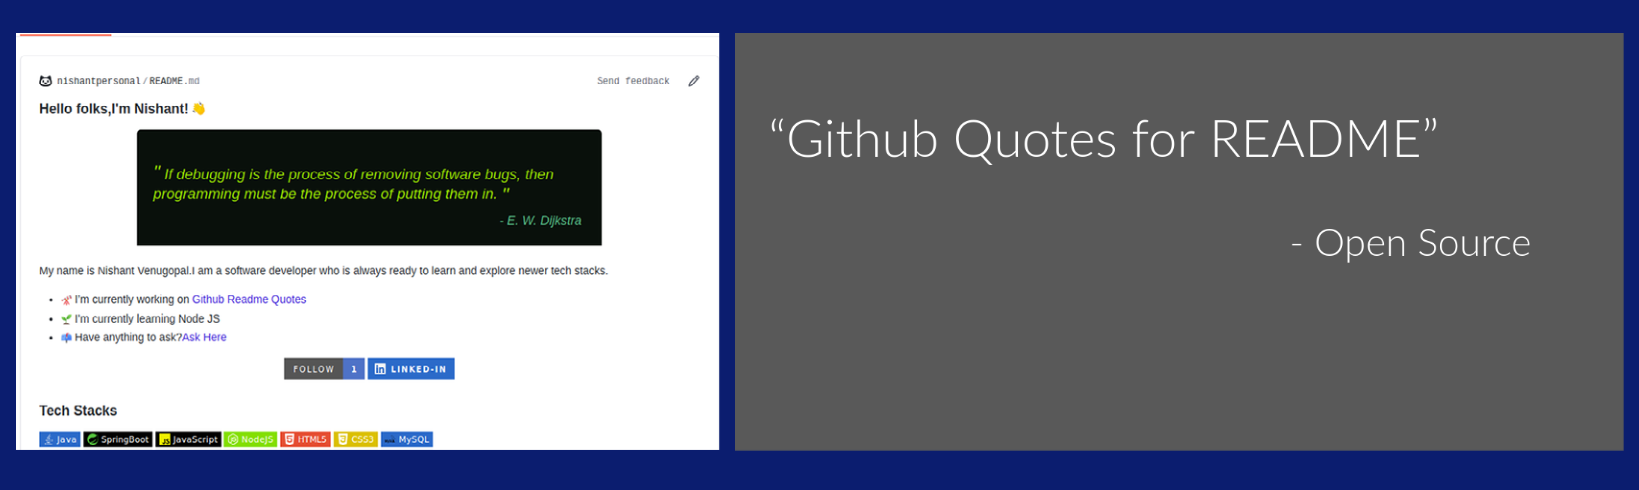 nishantpersonal/README.md
Send feedback
Hello folks,I'm Nishant! 👋
" If debugging is the process of removing software bugs, then
programming must be the process of putting them in. "
- E. W. Dijkstra
My name is Nishant Venugopal.I am a software developer who is always ready to learn and explore newer tech stacks.
I'm currently working on Github Readme Quotes
I'm currently learning Node JS
Have anything to ask?Ask Here
FOLLOW 1 LINKED-IN
Tech Stacks
Java SpringBoot JavaScript NodeJS HTML5 CSS3 MySQL
“Github Quotes for README”
- Open Source